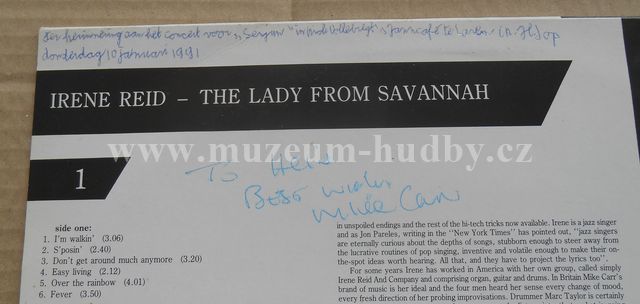 Ter herinnering aan het concert voor "Senjun" in Nick Vollebregt's Jazzcafé te Laren (N.H.) op
donderdag 10 januari 1991
IRENE REID – THE LADY FROM SAVANNAH
www.muzeum-hudby.cz
To
Best wishes
Mike Carr
1
side one:
1. I'm walkin' (3.06)
2. S'posin' (2.40)
3. Don't get around much anymore (3.20)
4. Easy living (2.12)
5. Over the rainbow (4.01)
6. Fever (3.50)
in unspoiled endings and the rest of the hi-tech tricks now available. Irene is a jazz singer
and as Jon Pareles, writing in the "New York Times" has pointed out, "jazz singers
are eternally curious about the depths of songs, stubborn enough to steer away from
the lucrative routines of pop singing, inventive and volatile enough to make their on-
the-spot ideas worth hearing. All that, and they have to project the lyrics too".
For some years Irene has worked in America with her own group, called simply
Irene Reid And Company and comprising organ, guitar and drums. In Britain Mike Carr's
brand of music is her ideal and the four men heard her sense every change of mood,
every fresh direction of her probing improvisations. Drummer Marc Taylor is certainly